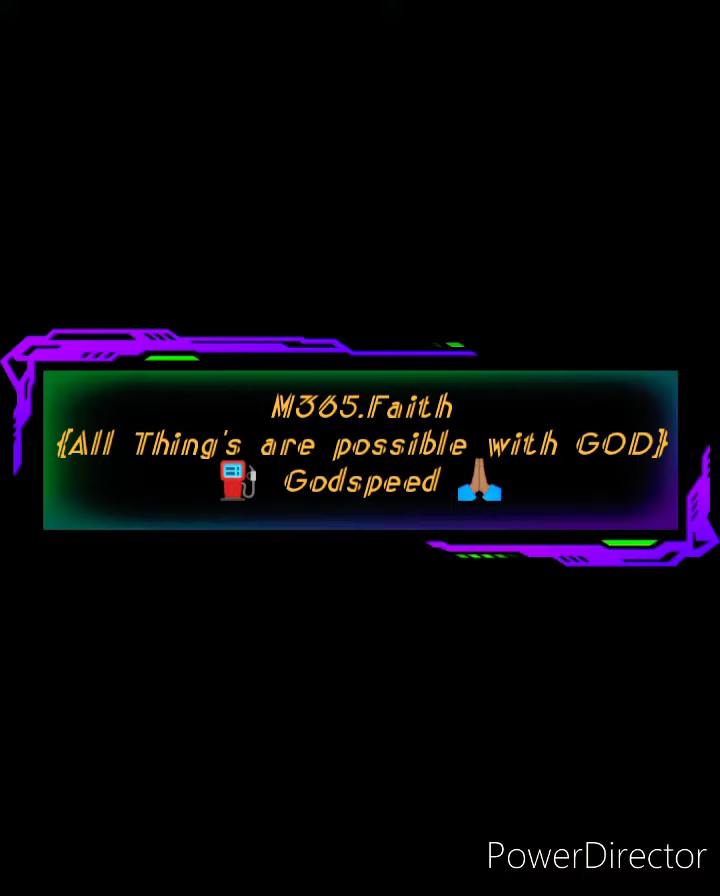 M365.Faith
{All Thing's are possible with GOD}
⛽ Godspeed 🙏🏽
PowerDirector